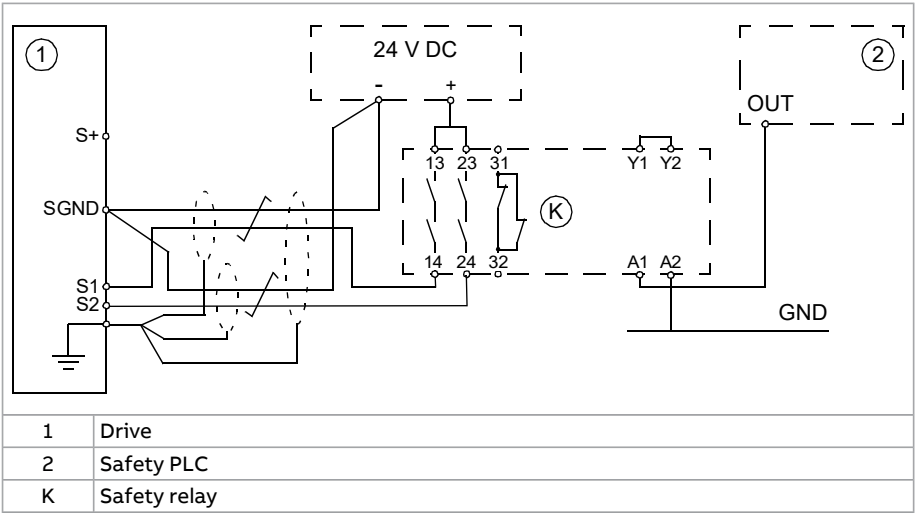 1
24 V DC
2
- +
OUT
S+
13 23 31
Y1 Y2
SGND
K
14 24 32
A1 A2
S1
S2
GND
1 Drive
2 Safety PLC
K Safety relay